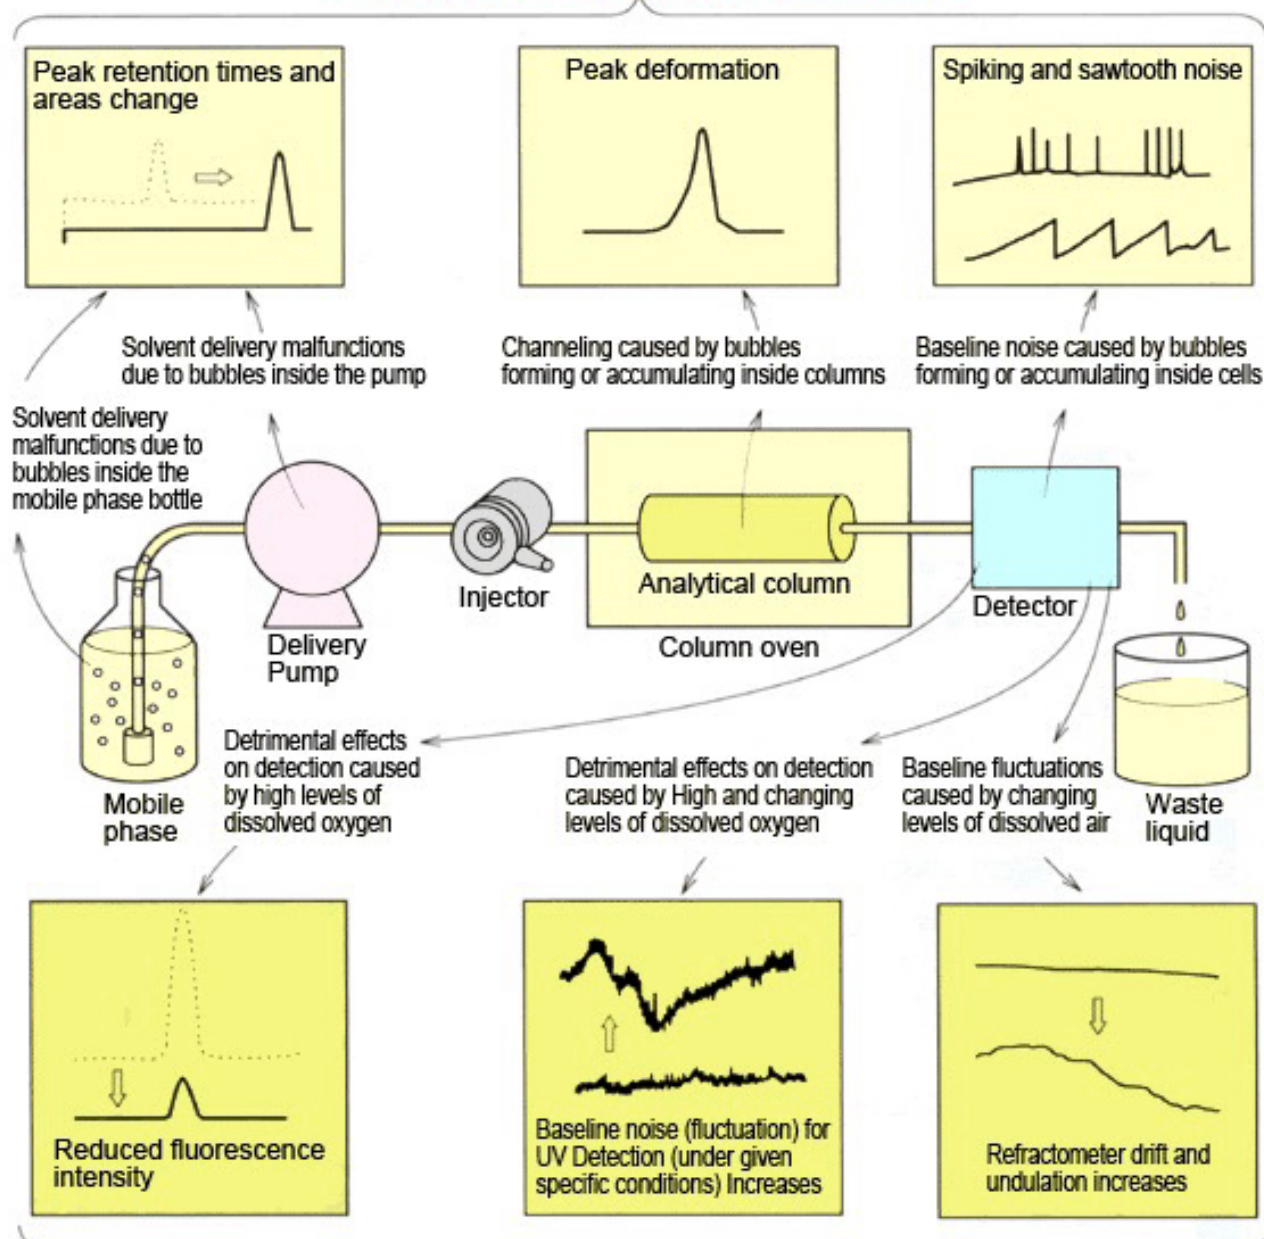 Peak retention times and
areas change
Peak deformation
Spiking and sawtooth noise
Solvent delivery malfunctions
due to bubbles inside the pump
Channeling caused by bubbles
forming or accumulating inside columns
Baseline noise caused by bubbles
forming or accumulating inside cells
Solvent delivery
malfunctions due to
bubbles inside the
mobile phase bottle
Injector
Analytical column
Detector
Delivery
Pump
Column oven
Mobile
phase
Waste
liquid
Detrimental effects
on detection caused
by high levels of
dissolved oxygen
Detrimental effects on detection
caused by High and changing
levels of dissolved oxygen
Baseline fluctuations
caused by changing
levels of dissolved air
Reduced fluorescence
intensity
Baseline noise (fluctuation) for
UV Detection (under given
specific conditions) Increases
Refractometer drift and
undulation increases